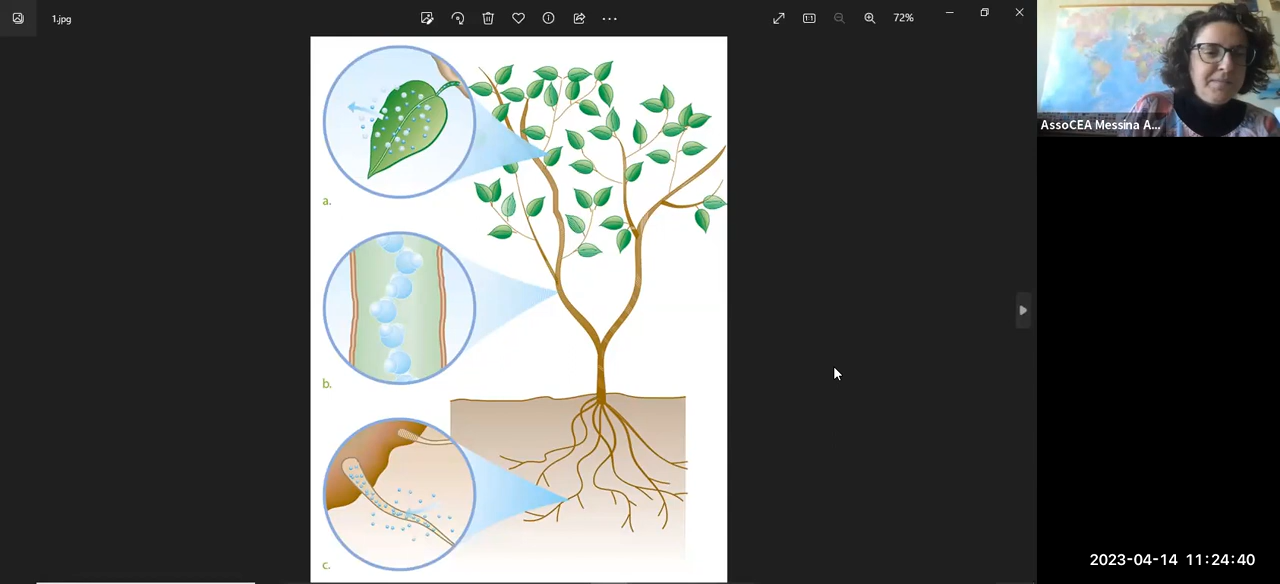 1.jpg
72%
AssoCEA Messina A...
a.
b.
c.
2023-04-14 11:24:40